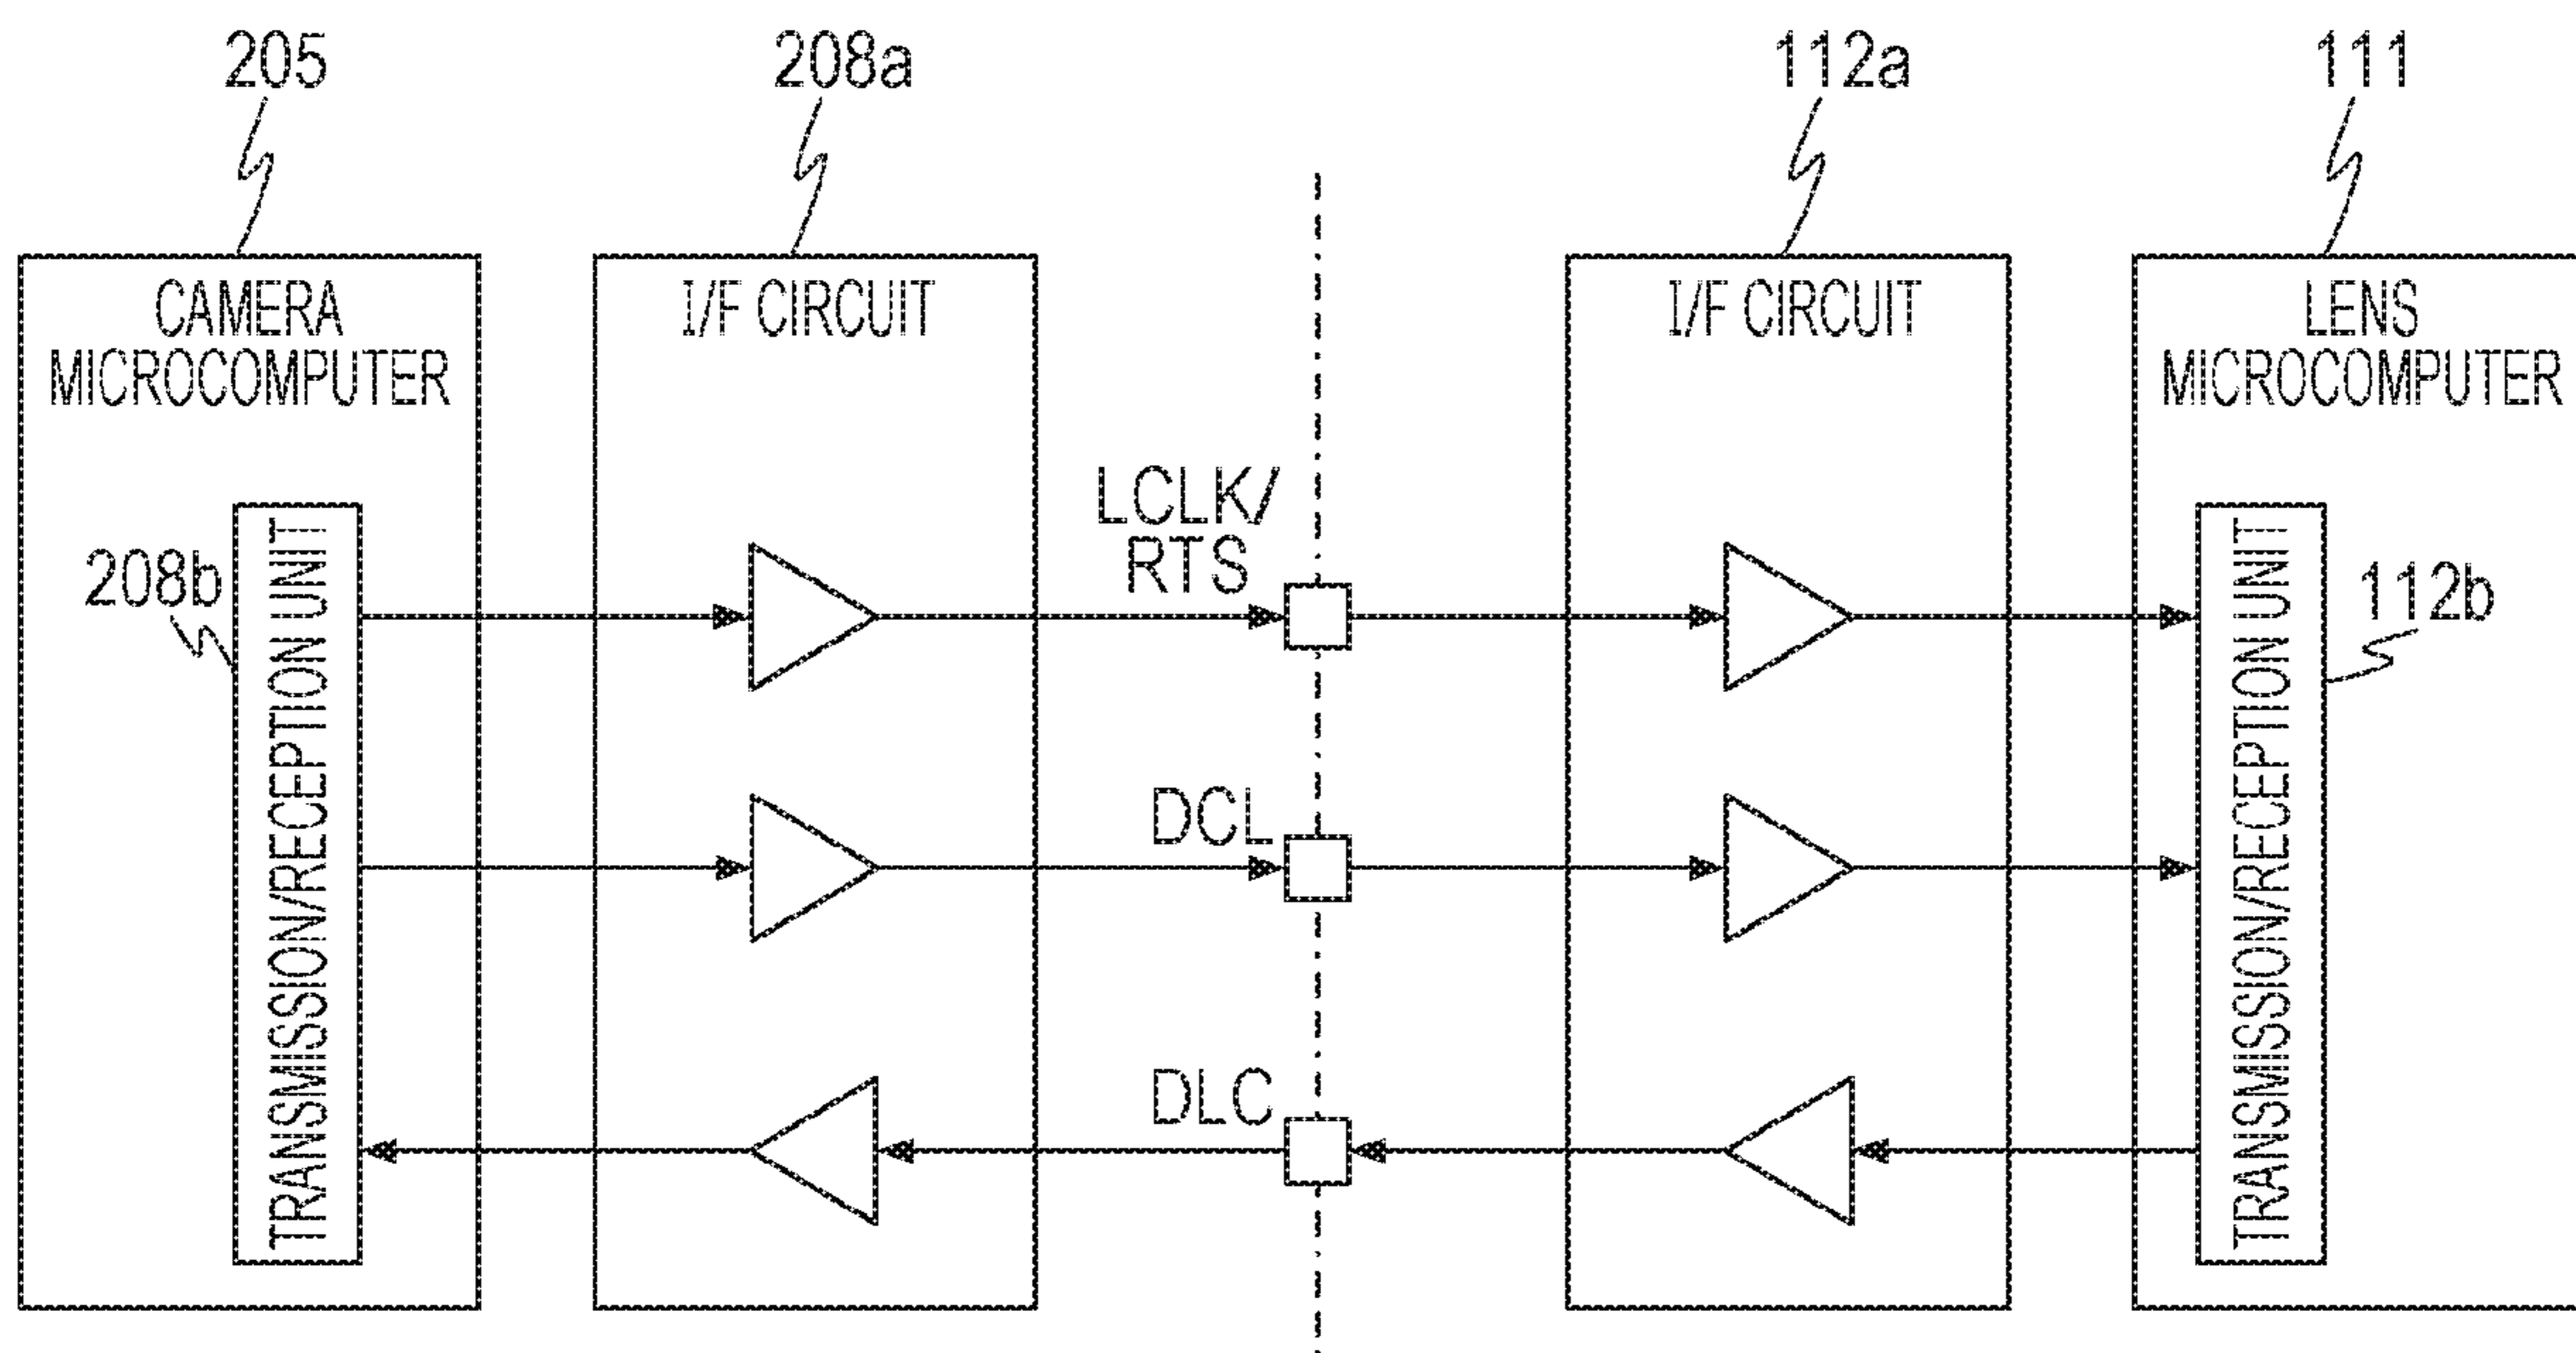 205
208a
112a
111
CAMERA
MICROCOMPUTER
I/F CIRCUIT
I/F CIRCUIT
LENS
MICROCOMPUTER
208b
TRANSMISSION/RECEPTION UNIT
LCLK/
RTS
DCL
DLC
TRANSMISSION/RECEPTION UNIT
112b